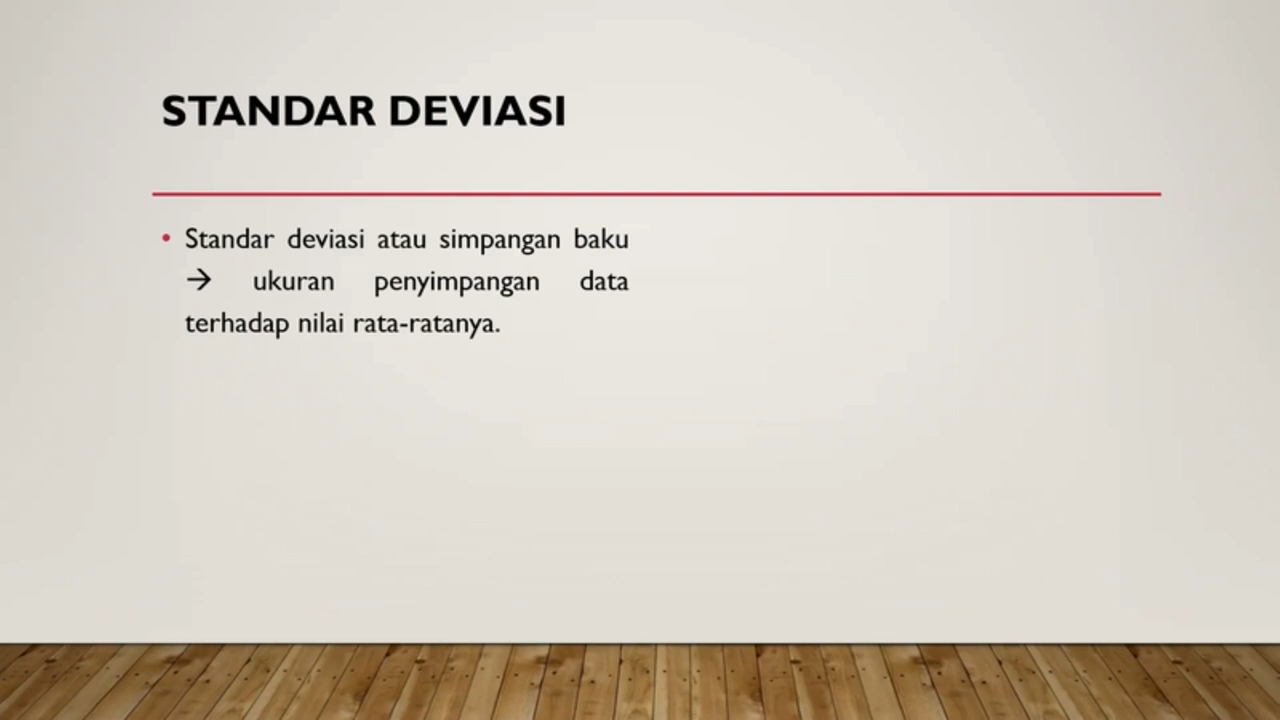 STANDAR DEVIASI
• Standar deviasi atau simpangan baku
→ ukuran penyimpangan data
terhadap nilai rata-ratanya.